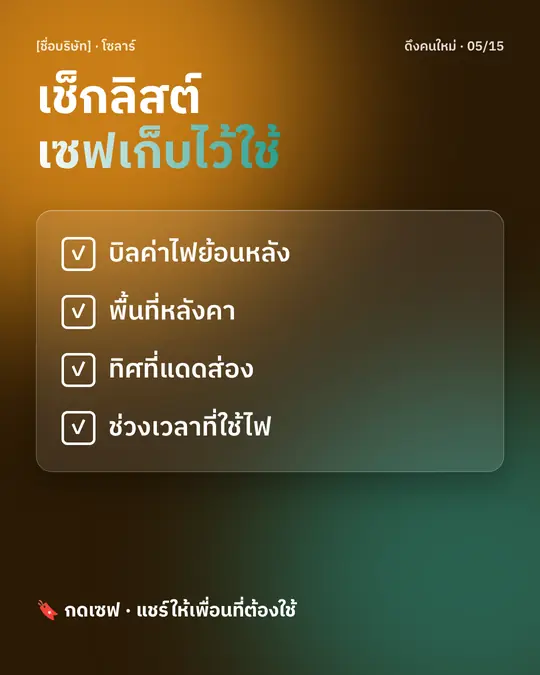 [ชื่อบริษัท] · โซลาร์
ดึงคนใหม่ · 05/15
เช็กลิสต์
เซฟเก็บไว้ใช้
บิลค่าไฟย้อนหลัง
พื้นที่หลังคา
ทิศที่แดดส่อง
ช่วงเวลาที่ใช้ไฟ
กดเซฟ · แชร์ให้เพื่อนที่ต้องใช้